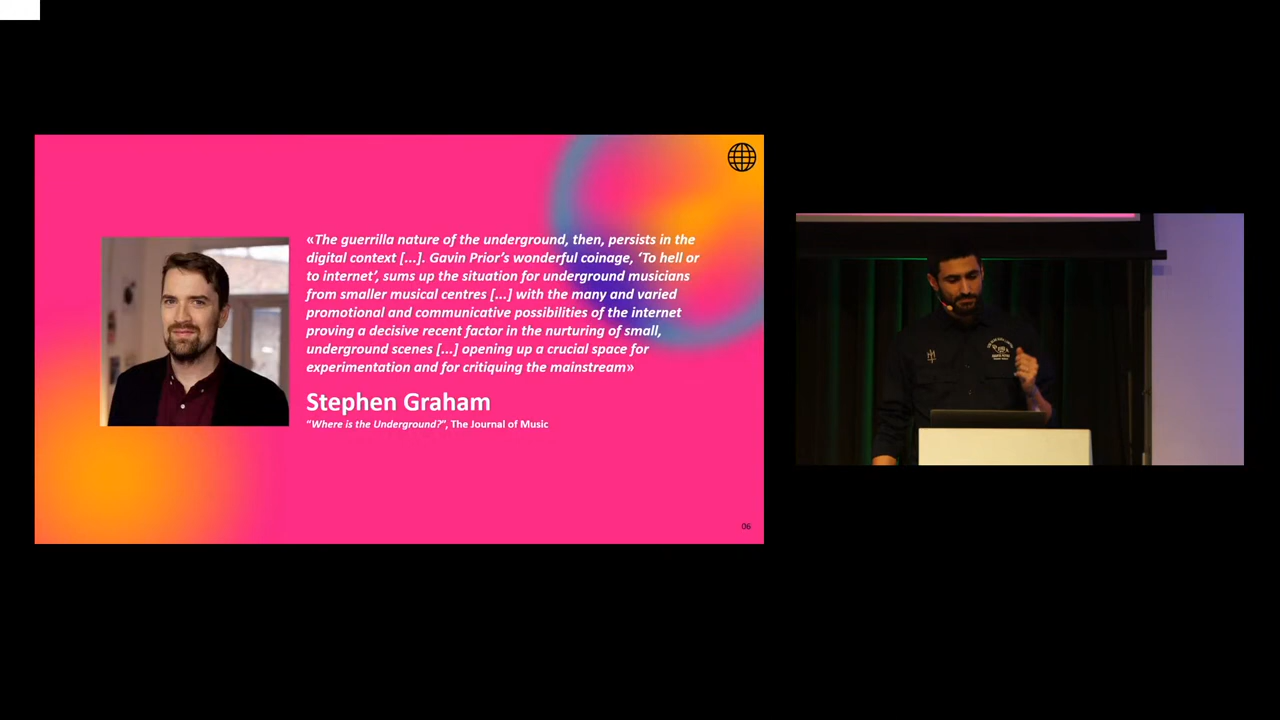 «The guerrilla nature of the underground, then, persists in the
digital context [...]. Gavin Prior's wonderful coinage, 'To hell or
to internet', sums up the situation for underground musicians
from smaller musical centres [...] with the many and varied
promotional and communicative possibilities of the internet
proving a decisive recent factor in the nurturing of small,
underground scenes [...] opening up a crucial space for
experimentation and for critiquing the mainstream»
Stephen Graham
"Where is the Underground?", The Journal of Music
06